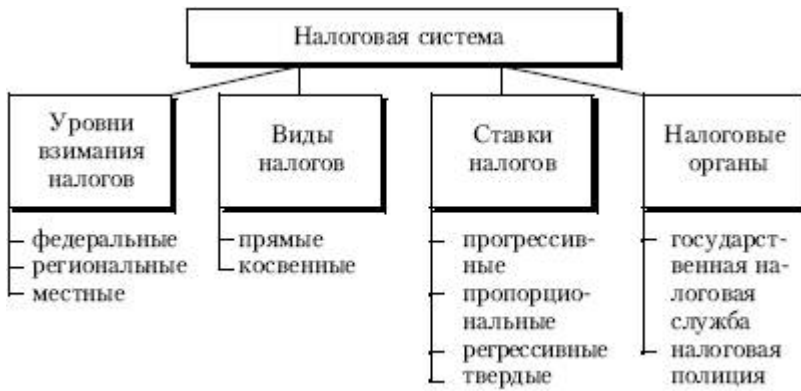 Налоговая система
Уровни
взимания
налогов
федеральные
региональные
местные
Виды
налогов
прямые
косвенные
Ставки
налогов
прогрессив-
ные
пропорцио-
нальные
регрессивные
твердые
Налоговые
органы
государст-
венная на-
логовая
служба
налоговая
полиция